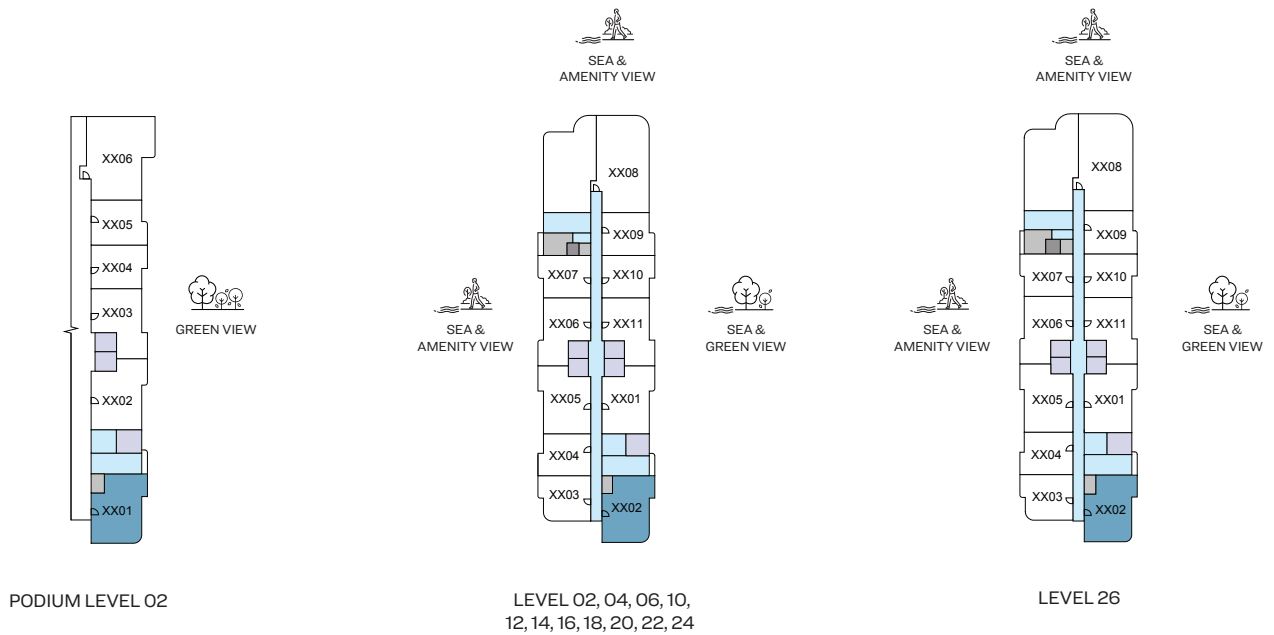 SEA &
AMENITY VIEW
SEA &
AMENITY VIEW
XX06
XX05
XX04
XX03
XX02
XX01
GREEN VIEW
PODIUM LEVEL 02
SEA &
AMENITY VIEW
XX08
XX09
XX07
XX10
XX06
XX11
XX05
XX01
XX04
XX03
XX02
SEA &
GREEN VIEW
LEVEL 02, 04, 06, 10,
12, 14, 16, 18, 20, 22, 24
SEA &
AMENITY VIEW
XX08
XX09
XX07
XX10
XX06
XX11
XX05
XX01
XX04
XX03
XX02
SEA &
GREEN VIEW
LEVEL 26